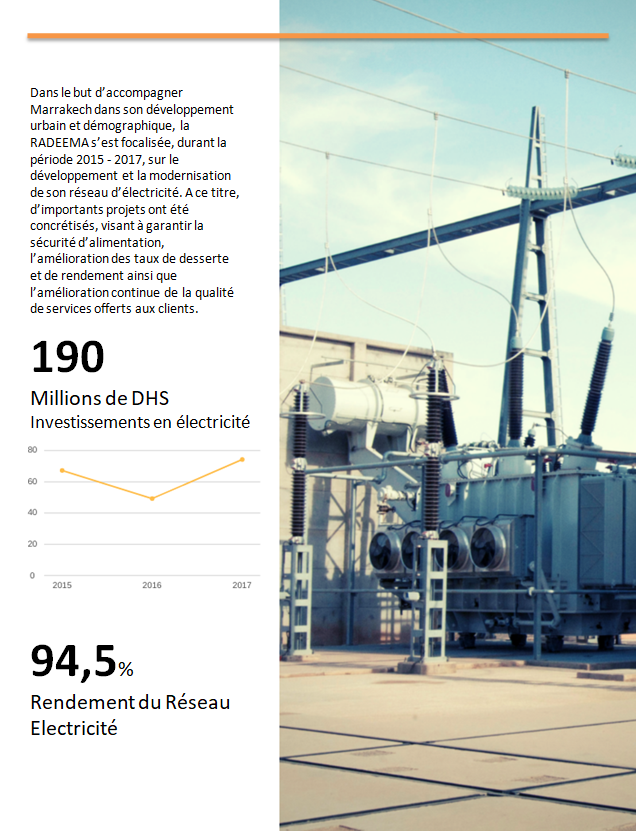 Dans le but d'accompagner
Marrakech dans son développement
urbain et démographique, la
RADEEMA s'est focalisée, durant la
période 2015 - 2017, sur le
développement et la modernisation
de son réseau d'électricité. A ce titre,
d'importants projets ont été
concrétisés, visant à garantir la
sécurité d'alimentation,
l'amélioration des taux de desserte
et de rendement ainsi que
l'amélioration continue de la qualité
de services offerts aux clients.
190
Millions de DHS
Investissements en électricité
80
60
40
20
0
2015 2016 2017
94,5%
Rendement du Réseau
Electricité